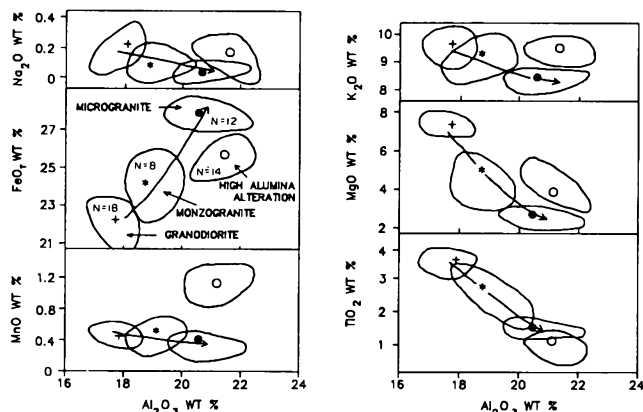 Na2O WT %
0.4
0.2
0
FeOT WT %
27
25
23
21
MICROGRANITE
N=12
N=8
N=14
HIGH ALUMINA
ALTERATION
MONZOGRANITE
N=18
GRANODIORITE
MnO WT %
1.2
0.8
0.4
0
16 18 20 22 24
Al2O3 WT %
K2O WT %
10
9
8
MgO WT %
8
6
4
2
TiO2 WT %
4
3
2
1
16 18 20 22 24
Al2O3 WT %